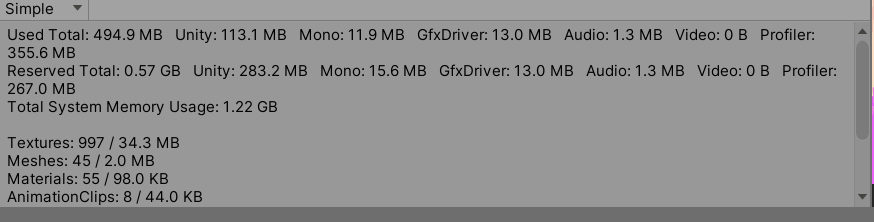 Simple
Used Total: 494.9 MB   Unity: 113.1 MB   Mono: 11.9 MB   GfxDriver: 13.0 MB   Audio: 1.3 MB   Video: 0 B   Profiler:
355.6 MB
Reserved Total: 0.57 GB   Unity: 283.2 MB   Mono: 15.6 MB   GfxDriver: 13.0 MB   Audio: 1.3 MB   Video: 0 B   Profiler:
267.0 MB
Total System Memory Usage: 1.22 GB
Textures: 997 / 34.3 MB
Meshes: 45 / 2.0 MB
Materials: 55 / 98.0 KB
AnimationClips: 8 / 44.0 KB